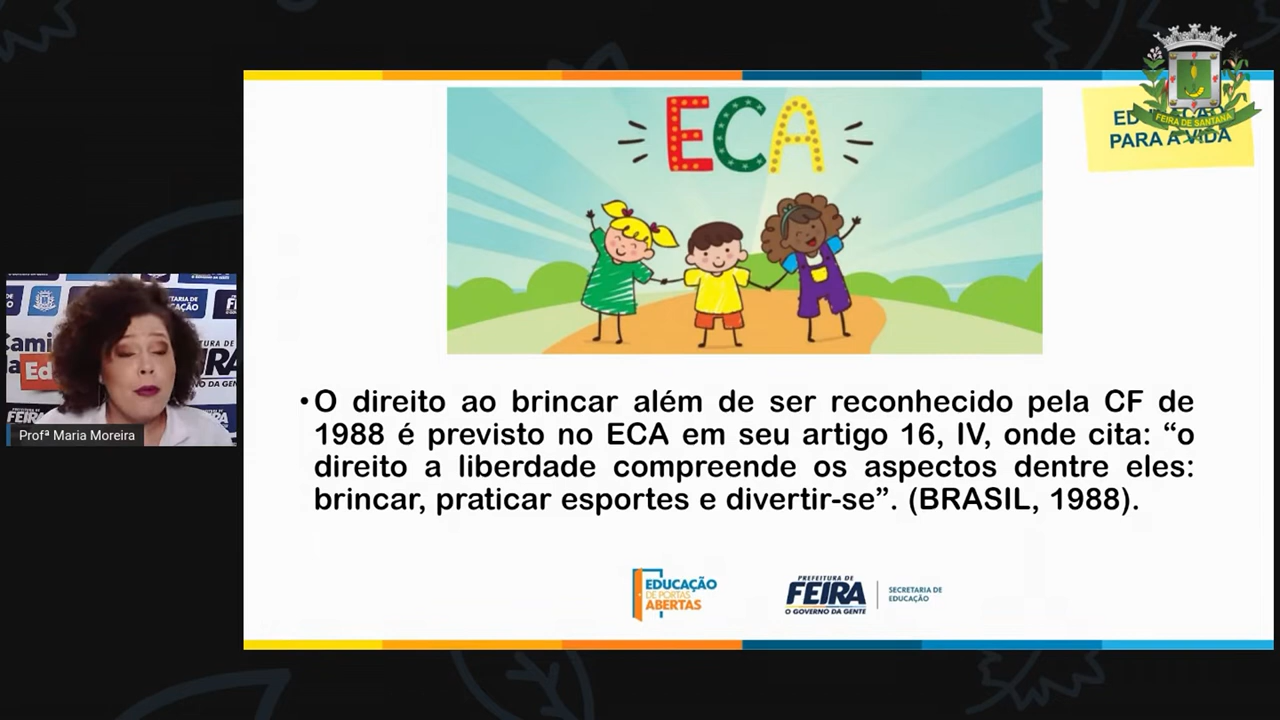 ECA
PARA A VIDA
FEIRA DE SANTANA
• O direito ao brincar além de ser reconhecido pela CF de
1988 é previsto no ECA em seu artigo 16, IV, onde cita: “o
direito a liberdade compreende os aspectos dentre eles:
brincar, praticar esportes e divertir-se”. (BRASIL, 1988).
Profª Maria Moreira
EDUCAÇÃO
DE PORTAS
ABERTAS
PREFEITURA DE
FEIRA
O GOVERNO DA GENTE
SECRETARIA DE
EDUCAÇÃO